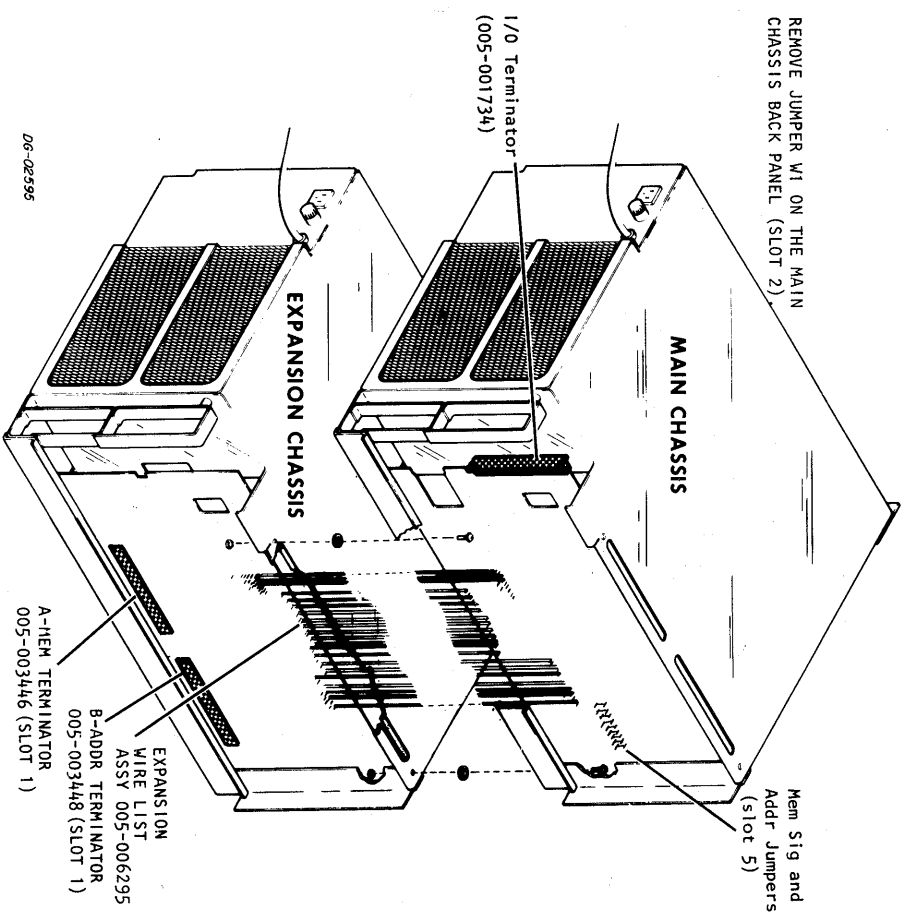 REMOVE JUMPER W1 ON THE MAIN
CHASSIS BACK PANEL (SLOT 2).
I/O Terminator
(005-001734)
MAIN CHASSIS
Mem Sig and
Addr Jumpers
(slot 5)
EXPANSION CHASSIS
EXPANSION
WIRE LIST
ASSY 005-006295
B-ADDR TERMINATOR
005-003448 (SLOT 1)
A-MEM TERMINATOR
005-003446 (SLOT 1)
DG-02595